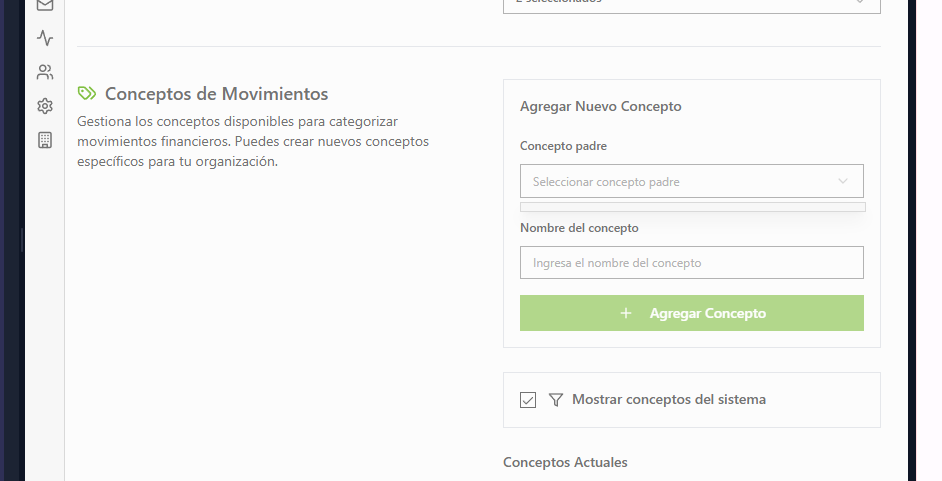 2 seleccionados
Conceptos de Movimientos
Gestiona los conceptos disponibles para categorizar
movimientos financieros. Puedes crear nuevos conceptos
específicos para tu organización.
Agregar Nuevo Concepto
Concepto padre
Seleccionar concepto padre
Nombre del concepto
Ingresa el nombre del concepto
Agregar Concepto
Mostrar conceptos del sistema
Conceptos Actuales